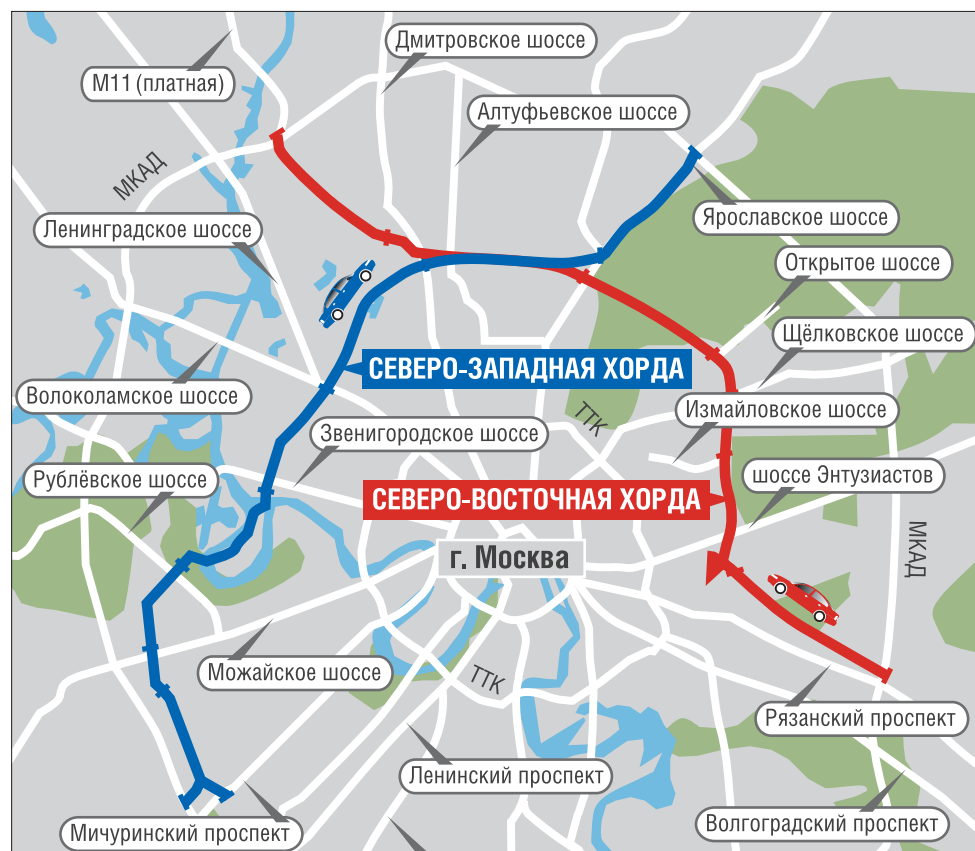 Дмитровское шоссе
М11 (платная)
Алтуфьевское шоссе
МКАД
Ленинградское шоссе
Ярославское шоссе
Открытое шоссе
Щёлковское шоссе
СЕВЕРО-ЗАПАДНАЯ ХОРДА
Волоколамское шоссе
ТТК
Измайловское шоссе
Звенигородское шоссе
Рублёвское шоссе
шоссе Энтузиастов
СЕВЕРО-ВОСТОЧНАЯ ХОРДА
г. Москва
МКАД
Можайское шоссе
ТТК
Рязанский проспект
Ленинский проспект
Мичуринский проспект
Волгоградский проспект